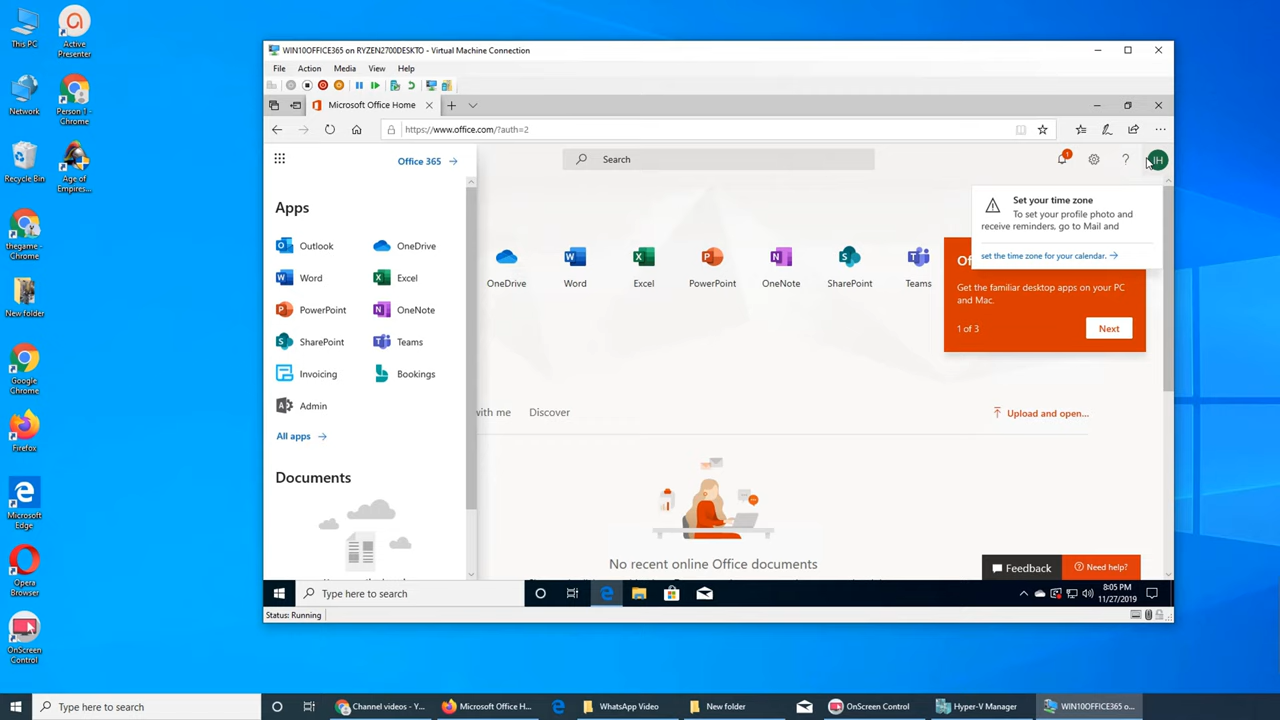 This PC
Active
Presenter
Network
Person 1 -
Chrome
Recycle Bin
Age of
Empires...
thegame -
Chrome
New folder
Google
Chrome
Firefox
Microsoft
Edge
Opera
Browser
OnScreen
Control
WIN10OFFICE365 on RYZEN2700DESKTO - Virtual Machine Connection
File Action Media View Help
Microsoft Office Home
https://www.office.com/?auth=2
Office 365
Search
1
?
IH
Apps
Outlook OneDrive
Word Excel
PowerPoint OneNote
SharePoint Teams
Invoicing Bookings
Admin
All apps
Documents
Set your time zone
To set your profile photo and
receive reminders, go to Mail and
set the time zone for your calendar.
OneDrive Word Excel PowerPoint OneNote SharePoint Teams
Get the familiar desktop apps on your PC
and Mac.
1 of 3 Next
with me Discover Upload and open...
No recent online Office documents
Feedback
Need help?
Type here to search
8:05 PM
11/27/2019
Status: Running
Type here to search
Channel videos - Y...
Microsoft Office H...
WhatsApp Video
New folder
OnScreen Control
Hyper-V Manager
WIN10OFFICE365 o...